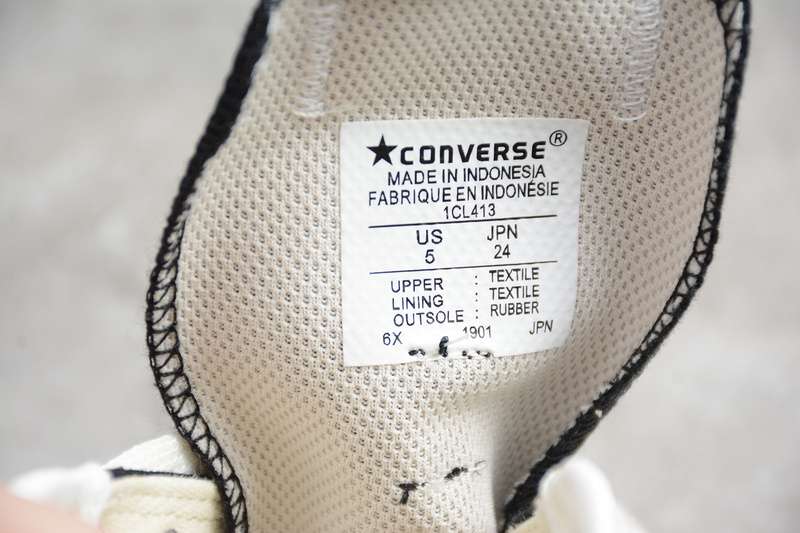 ★CONVERSE®
MADE IN INDONESIA
FABRIQUE EN INDONÉSIE
1CL413
US JPN
5 24
UPPER : TEXTILE
LINING : TEXTILE
OUTSOLE : RUBBER
6X 1901 JPN